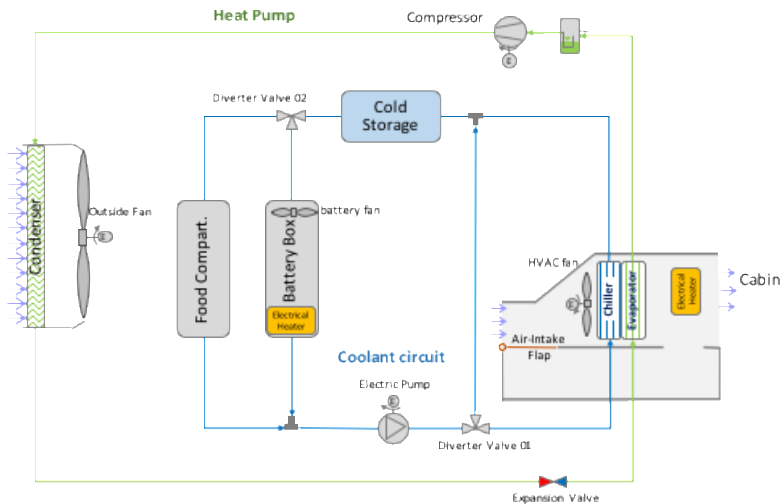 Heat Pump
Compressor
E
Diverter Valve 02
Cold
Storage
Condenser
Outside Fan
E
Food Compart.
Battery Box
battery fan
Electrical
Heater
HVAC fan
E
Chiller
Evaporator
Electrical
Heater
Cabin
Air-Intake
Flap
Coolant circuit
Electric Pump
E
Diverter Valve 01
Expansion Valve